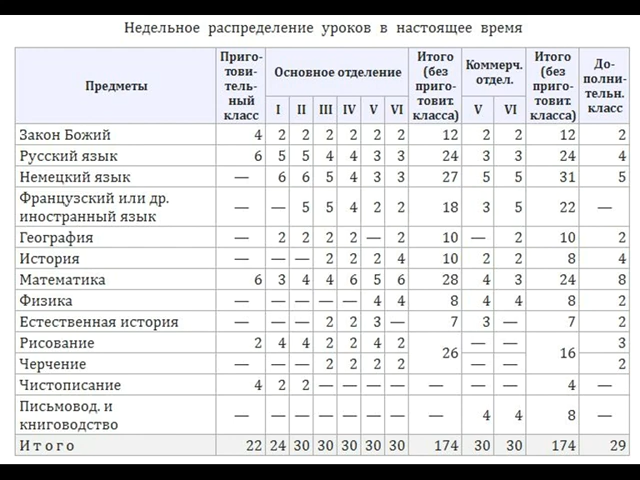 Недельное распределение уроков в настоящее время
Предметы | Приго-товитель-ный класс | Основное отделение | Итого (без приго-товит. класса) | Коммерч. отдел. | Итого (без приго-товит. класса) | До-полни-тельн. класс
I | II | III | IV | V | VI | V | VI
Закон Божий | 4 | 2 | 2 | 2 | 2 | 2 | 2 | 12 | 2 | 2 | 12 | 2
Русский язык | 6 | 5 | 5 | 4 | 4 | 3 | 3 | 24 | 3 | 3 | 24 | 4
Немецкий язык | — | 6 | 6 | 5 | 4 | 3 | 3 | 27 | 5 | 5 | 31 | 5
Французский или др.
иностранный язык | — | — | 5 | 5 | 4 | 2 | 2 | 18 | 3 | 5 | 22 | —
География | — | 2 | 2 | 2 | 2 | — | 2 | 10 | — | 2 | 10 | 2
История | — | — | — | 2 | 2 | 2 | 4 | 10 | 2 | 2 | 8 | 4
Математика | 6 | 3 | 4 | 4 | 6 | 5 | 6 | 28 | 4 | 3 | 24 | 8
Физика | — | — | — | — | — | 4 | 4 | 8 | 4 | 4 | 8 | 2
Естественная история | — | — | — | 2 | 2 | 3 | — | 7 | 3 | — | 7 | 2
Рисование | 2 | 4 | 4 | 2 | 2 | 4 | 2 | 26 | — | — | 16 | 3
Черчение | — | — | — | 2 | 2 | 2 | 2 | — | — | 2
Чистописание | 4 | 2 | 2 | — | — | — | — | — | — | — | 4 | —
Письмовод. и
книговодство | — | — | — | — | — | — | — | — | 4 | 4 | 8 | —
Итого | 22 | 24 | 30 | 30 | 30 | 30 | 30 | 174 | 30 | 30 | 174 | 29